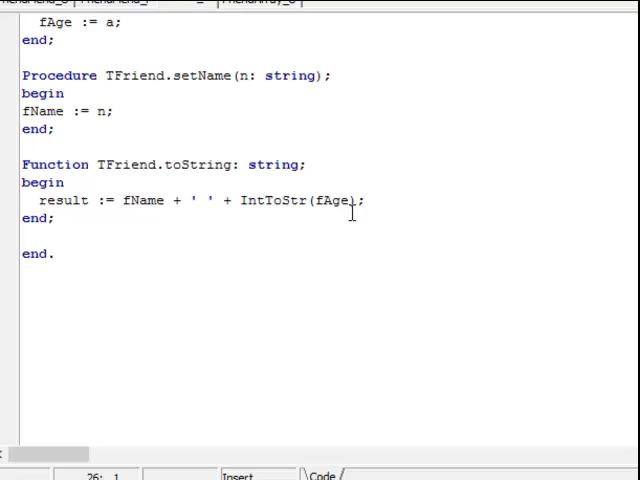 fAge := a;
end;
Procedure TFriend.setName(n: string);
begin
fName := n;
end;
Function TFriend.toString: string;
begin
result := fName + ' ' + IntToStr(fAge);
end;
end.
26: 1
Insert
Code